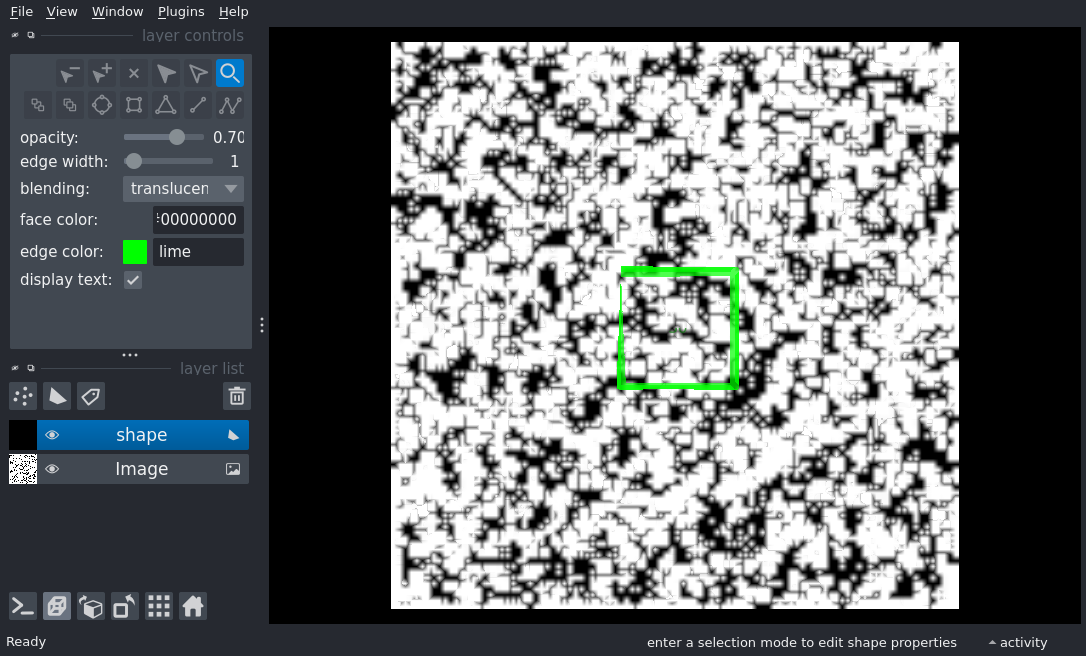 File View Window Plugins Help
layer controls
opacity: 0.70
edge width: 1
blending: translucen
face color: 00000000
edge color: lime
display text:
layer list
shape
Image
Ready
enter a selection mode to edit shape properties
activity